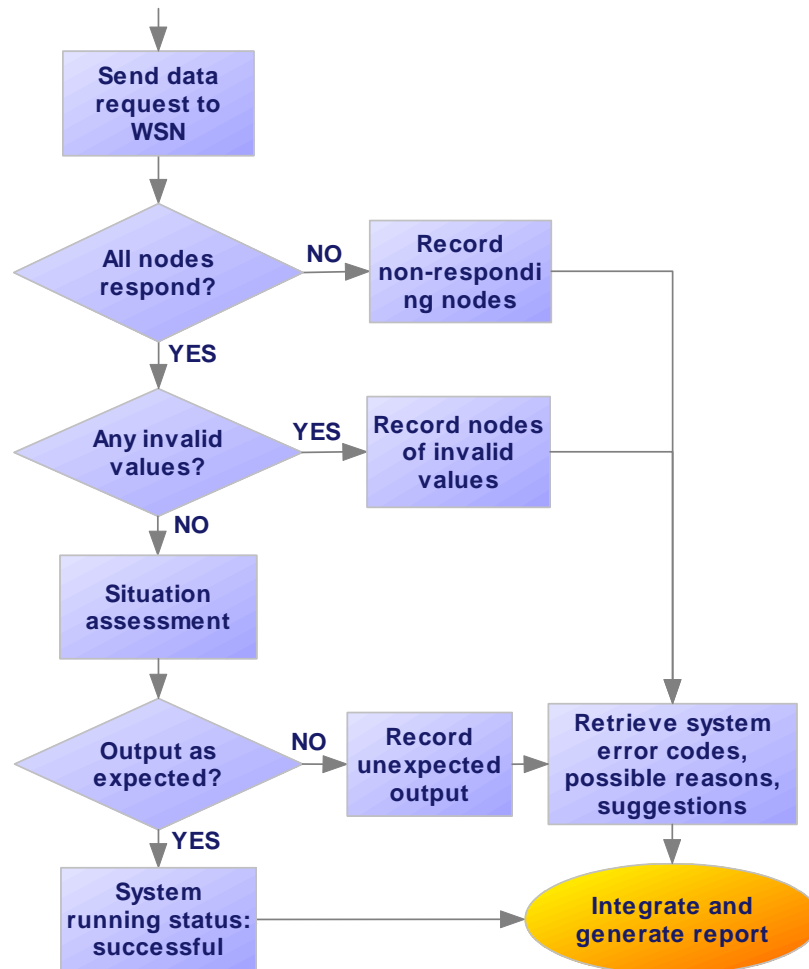 Send data
request to
WSN
All nodes
respond?
NO
Record
non-respondi
ng nodes
YES
Any invalid
values?
YES
Record nodes
of invalid
values
NO
Situation
assessment
Output as
expected?
NO
Record
unexpected
output
Retrieve system
error codes,
possible reasons,
suggestions
YES
System
running status:
successful
Integrate and
generate report